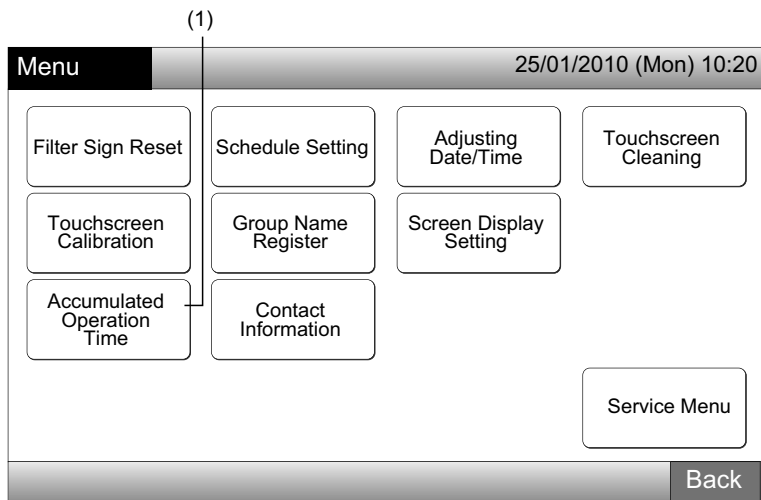 (1)
Menu
25/01/2010 (Mon) 10:20
Filter Sign Reset
Schedule Setting
Adjusting
Date/Time
Touchscreen
Cleaning
Touchscreen
Calibration
Group Name
Register
Screen Display
Setting
Accumulated
Operation
Time
Contact
Information
Service Menu
Back